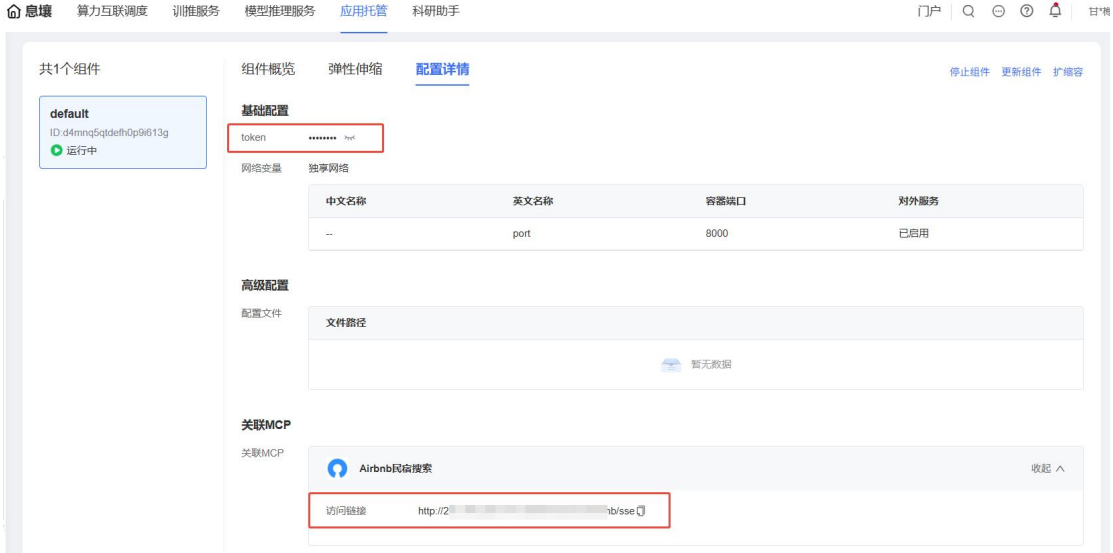 息壤 算力互联调度 训推服务 模型推理服务 应用托管 科研助手 门户
共1个组件 组件概览 弹性伸缩 配置详情 停止组件 更新组件 扩缩容
default
ID:d4mnq5qtdefh0p9i613g
运行中
基础配置
token ••••••••
网络变量 独享网络
中文名称 英文名称 容器端口 对外服务
-- port 8000 已启用
高级配置
配置文件
文件路径
暂无数据
关联MCP
关联MCP
Airbnb民宿搜索 收起
访问链接 http://2 nb/sse